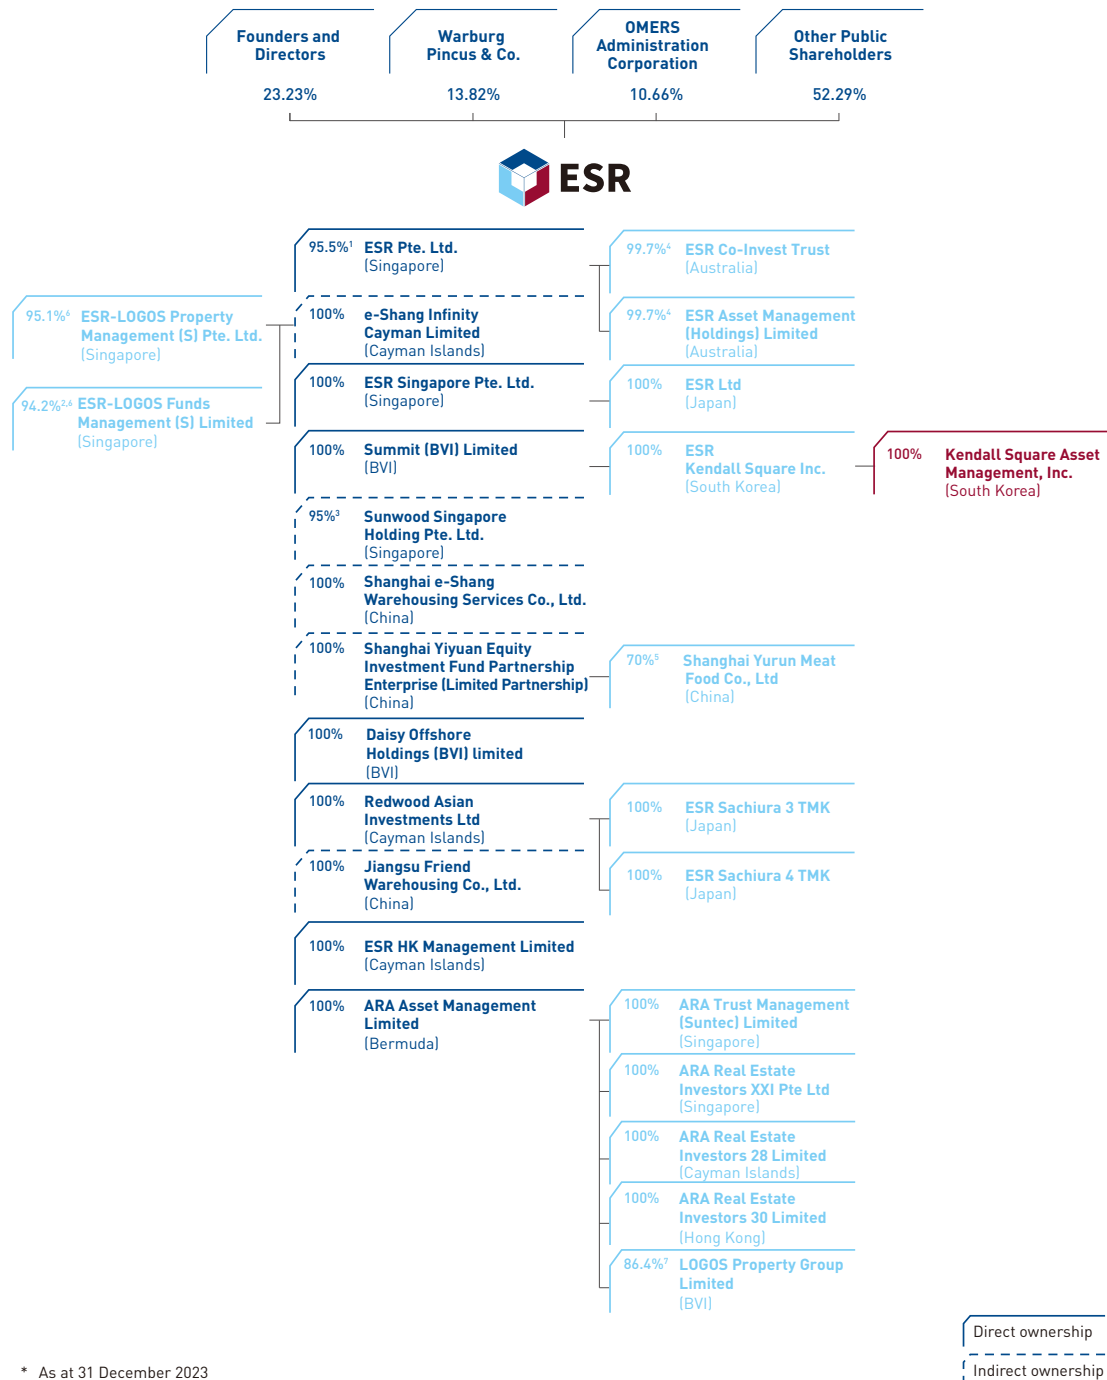 Founders and
Directors
23.23%
Warburg
Pincus & Co.
13.82%
OMERS
Administration
Corporation
10.66%
Other Public
Shareholders
52.29%
ESR
95.1%6 ESR-LOGOS Property
Management (S) Pte. Ltd.
(Singapore)
94.2%2,6 ESR-LOGOS Funds
Management (S) Limited
(Singapore)
95.5%1 ESR Pte. Ltd.
(Singapore)
99.7%4 ESR Co-Invest Trust
(Australia)
99.7%4 ESR Asset Management
(Holdings) Limited
(Australia)
100% e-Shang Infinity
Cayman Limited
(Cayman Islands)
100% ESR Singapore Pte. Ltd.
(Singapore)
100% ESR Ltd
(Japan)
100% Summit (BVI) Limited
(BVI)
100% ESR
Kendall Square Inc.
(South Korea)
100% Kendall Square Asset
Management, Inc.
(South Korea)
95%3 Sunwood Singapore
Holding Pte. Ltd.
(Singapore)
100% Shanghai e-Shang
Warehousing Services Co., Ltd.
(China)
100% Shanghai Yiyuan Equity
Investment Fund Partnership
Enterprise (Limited Partnership)
(China)
70%5 Shanghai Yurun Meat
Food Co., Ltd
(China)
100% Daisy Offshore
Holdings (BVI) limited
(BVI)
100% Redwood Asian
Investments Ltd
(Cayman Islands)
100% ESR Sachiura 3 TMK
(Japan)
100% ESR Sachiura 4 TMK
(Japan)
100% Jiangsu Friend
Warehousing Co., Ltd.
(China)
100% ESR HK Management Limited
(Cayman Islands)
100% ARA Asset Management
Limited
(Bermuda)
100% ARA Trust Management
(Suntec) Limited
(Singapore)
100% ARA Real Estate
Investors XXI Pte Ltd
(Singapore)
100% ARA Real Estate
Investors 28 Limited
(Cayman Islands)
100% ARA Real Estate
Investors 30 Limited
(Hong Kong)
86.4%7 LOGOS Property Group
Limited
(BVI)
Direct ownership
Indirect ownership
* As at 31 December 2023